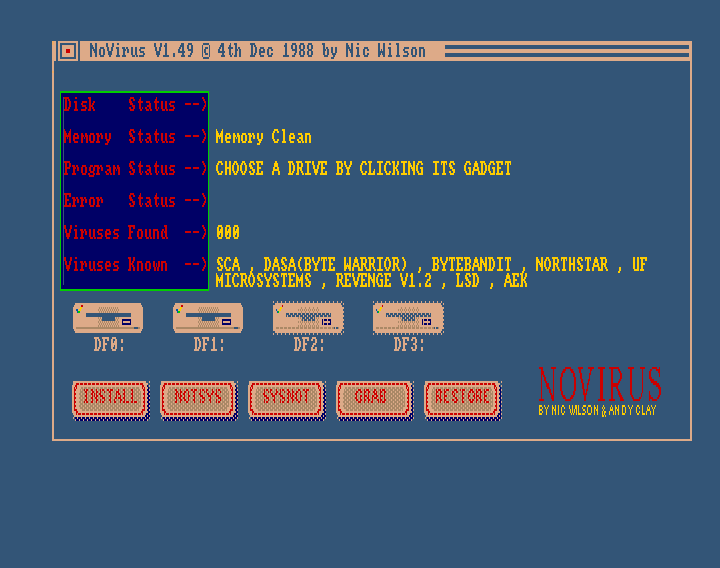 NoVirus V1.49 © 4th Dec 1988 by Nic Wilson
Disk Status -->
Memory Status --> Memory Clean
Program Status --> CHOOSE A DRIVE BY CLICKING ITS GADGET
Error Status -->
Viruses Found --> 000
Viruses Known --> SCA , DASA(BYTE WARRIOR) , BYTEBANDIT , NORTHSTAR , UF
MICROSYSTEMS , REVENGE V1.2 , LSD , AEK
DF0: DF1: DF2: DF3:
INSTALL NOTSYS SYSNOT GRAB RESTORE
NOVIRUS
BY NIC WILSON & ANDY CLAY